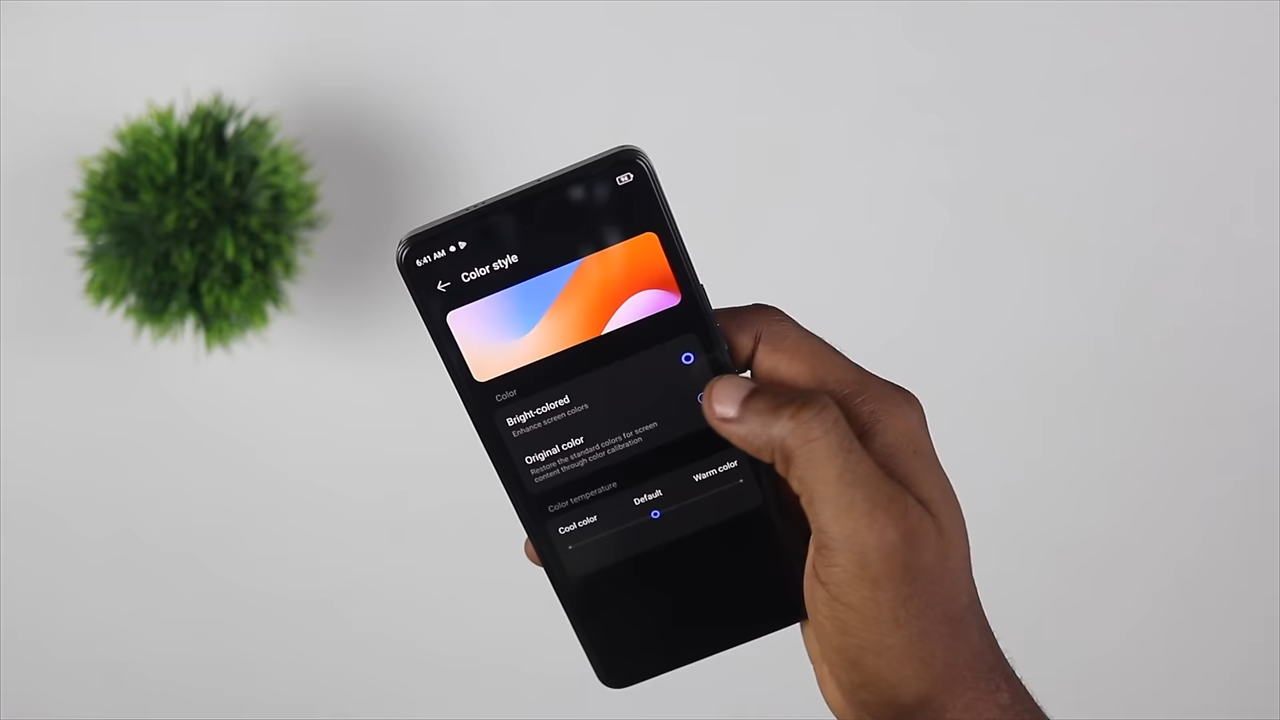 6:41 AM
98
Color style
Color
Bright-colored
Enhance screen colors
Original color
Restore the standard colors for screen
content through color calibration
Color temperature
Cool color
Default
Warm color